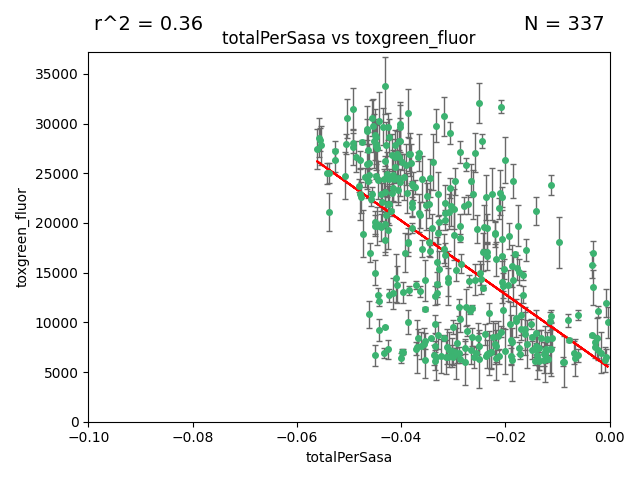 r^2 = 0.36
N = 337
totalPerSasa vs toxgreen_fluor
toxgreen_fluor
35000
30000
25000
20000
15000
10000
5000
0
−0.10
−0.08
−0.06
−0.04
−0.02
0.00
totalPerSasa